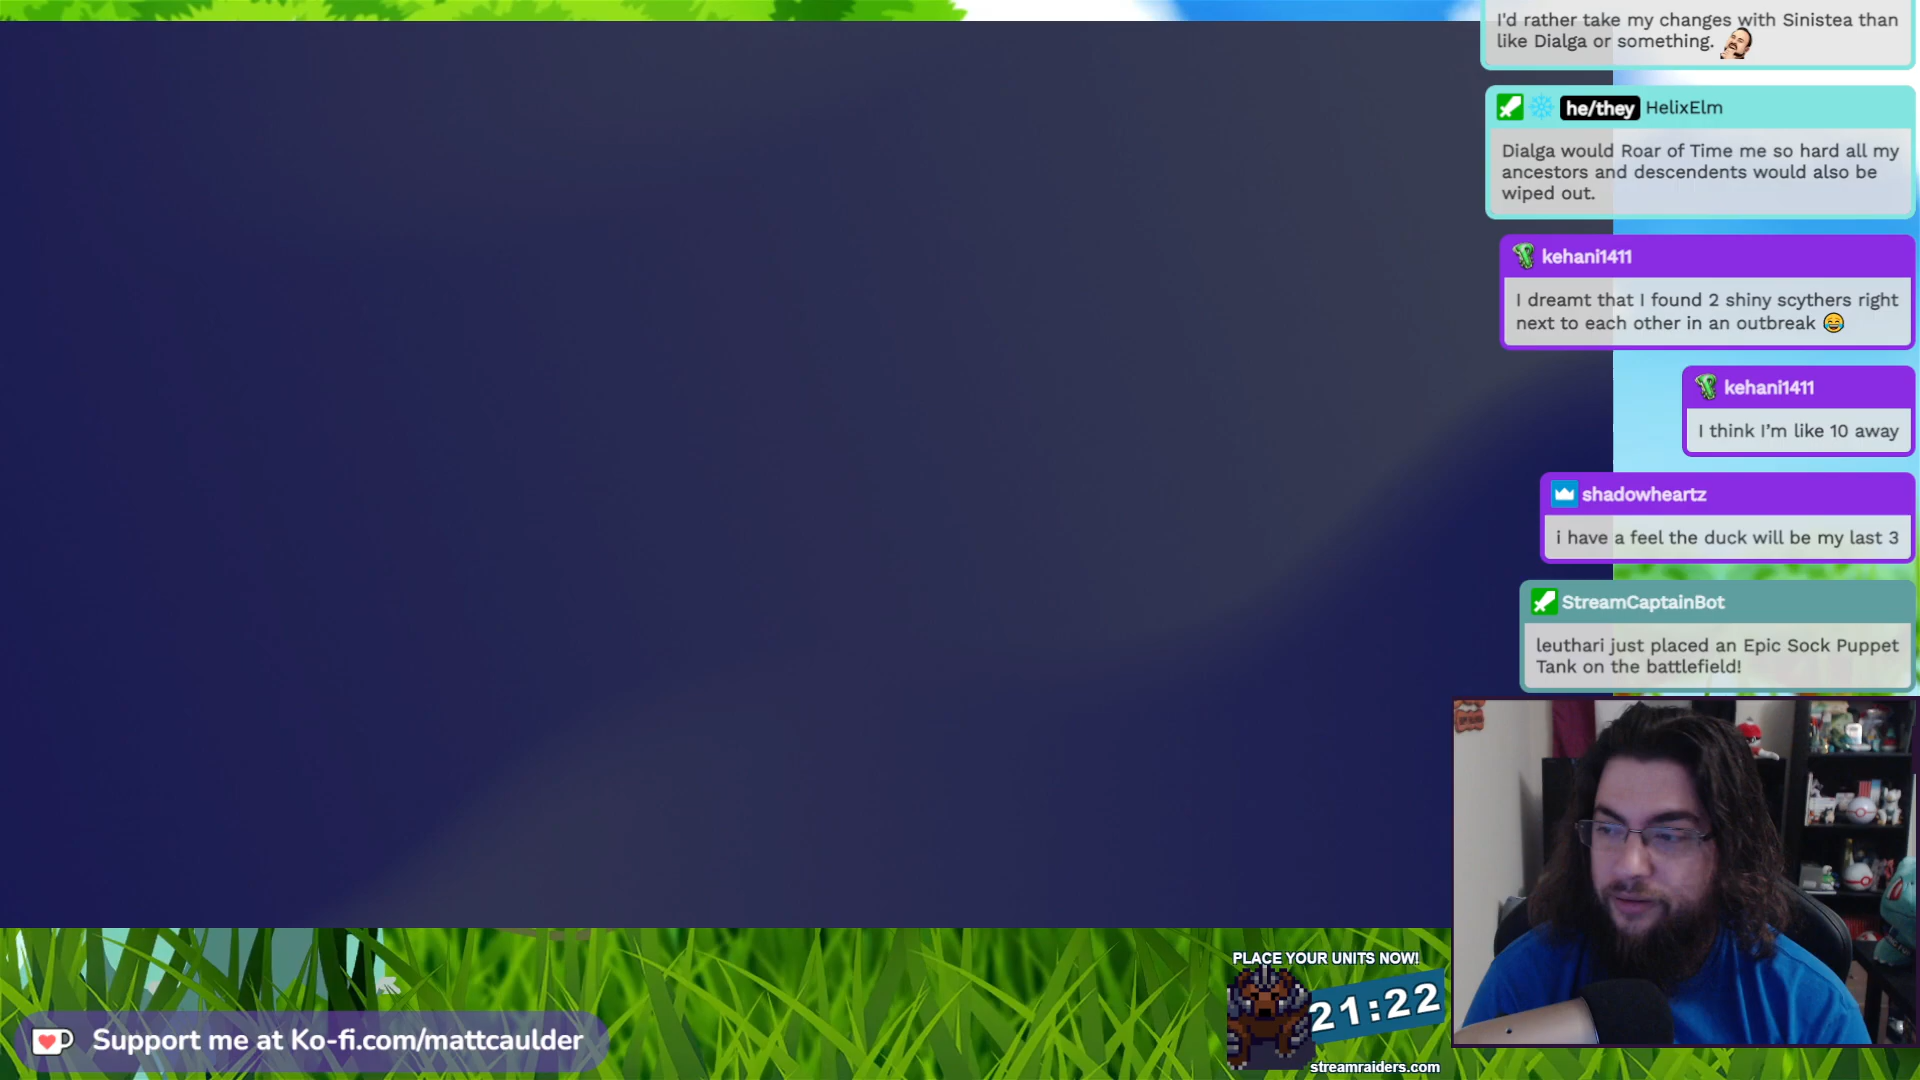 I'd rather take my changes with Sinistea than
like Dialga or something.
he/they HelixElm
Dialga would Roar of Time me so hard all my
ancestors and descendents would also be
wiped out.
kehani1411
I dreamt that I found 2 shiny scythers right
next to each other in an outbreak
kehani1411
I think I'm like 10 away
shadowheartz
i have a feel the duck will be my last 3
StreamCaptainBot
leuthari just placed an Epic Sock Puppet
Tank on the battlefield!
PLACE YOUR UNITS NOW!
21:22
streamraiders.com
Support me at Ko-fi.com/mattcaulder